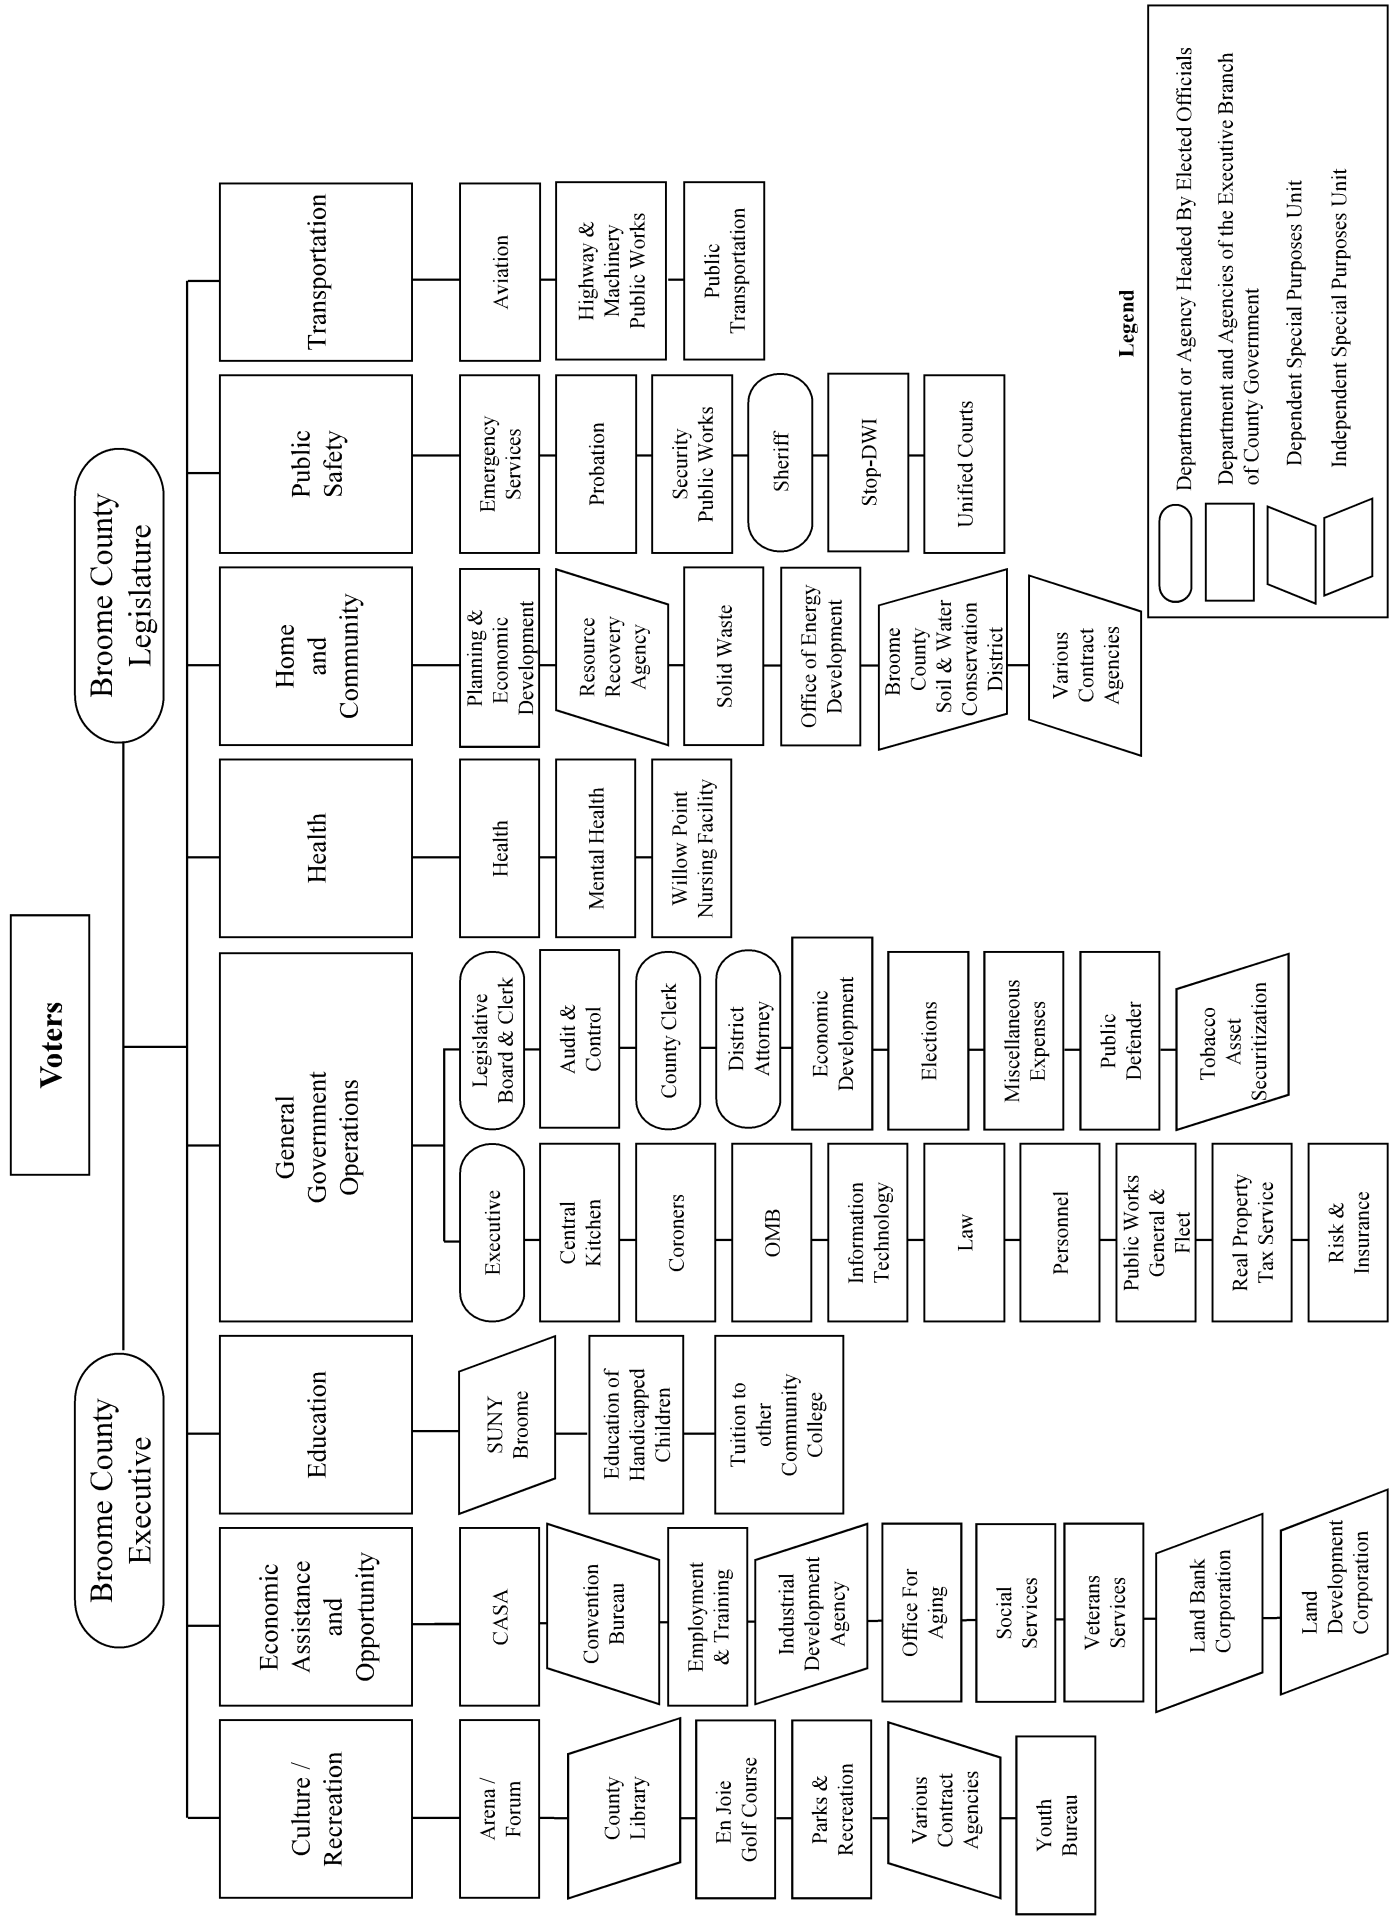 Voters
Broome County
Executive
Broome County
Legislature
Culture /
Recreation
Economic
Assistance
and
Opportunity
Education
General
Government
Operations
Health
Home
and
Community
Public
Safety
Transportation
Arena /
Forum
County
Library
En Joie
Golf Course
Parks &
Recreation
Various
Contract
Agencies
Youth
Bureau
CASA
Convention
Bureau
Employment
& Training
Industrial
Development
Agency
Office For
Aging
Social
Services
Veterans
Services
Land Bank
Corporation
Land
Development
Corporation
SUNY
Broome
Education of
Handicapped
Children
Tuition to
other
Community
College
Executive
Central
Kitchen
Coroners
OMB
Information
Technology
Law
Personnel
Public Works
General &
Fleet
Real Property
Tax Service
Risk &
Insurance
Legislative
Board & Clerk
Audit &
Control
County Clerk
District
Attorney
Economic
Development
Elections
Miscellaneous
Expenses
Public
Defender
Tobacco
Asset
Securitization
Health
Mental Health
Willow Point
Nursing Facility
Planning &
Economic
Development
Resource
Recovery
Agency
Solid Waste
Office of Energy
Development
Broome
County
Soil & Water
Conservation
District
Various
Contract
Agencies
Emergency
Services
Probation
Security
Public Works
Sheriff
Stop-DWI
Unified Courts
Aviation
Highway &
Machinery
Public Works
Public
Transportation
Legend
Department or Agency Headed By Elected Officials
Department and Agencies of the Executive Branch
of County Government
Dependent Special Purposes Unit
Independent Special Purposes Unit